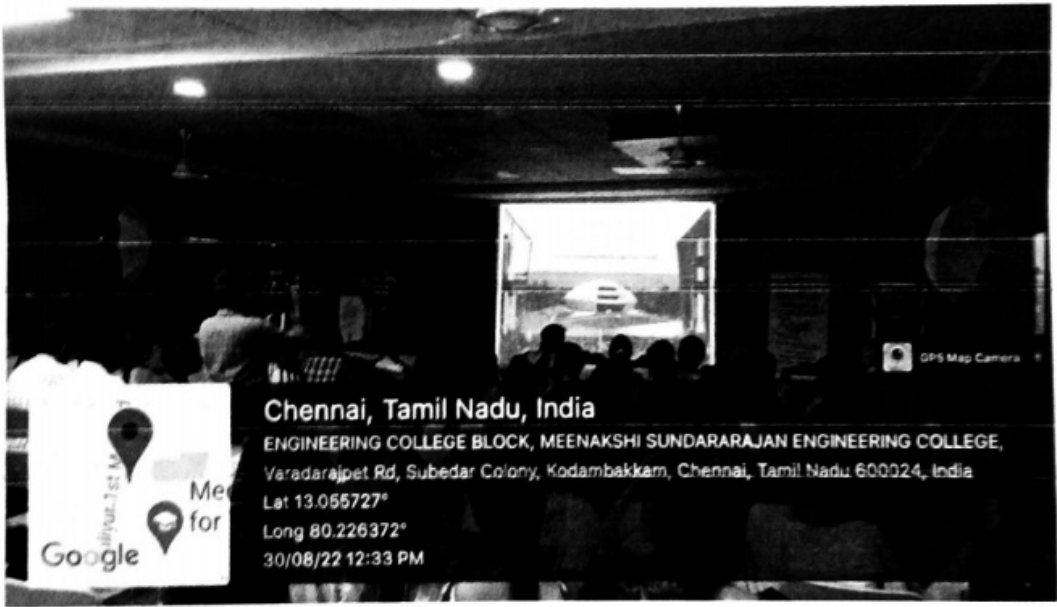 GPS Map Camera
Chennai, Tamil Nadu, India
ENGINEERING COLLEGE BLOCK, MEENAKSHI SUNDARARAJAN ENGINEERING COLLEGE,
Varadarajpet Rd, Subedar Colony, Kodambakkam, Chennai, Tamil Nadu 600024, India
Lat 13.055727°
Long 80.226372°
30/08/22 12:33 PM
1st M
Mee
for
Google